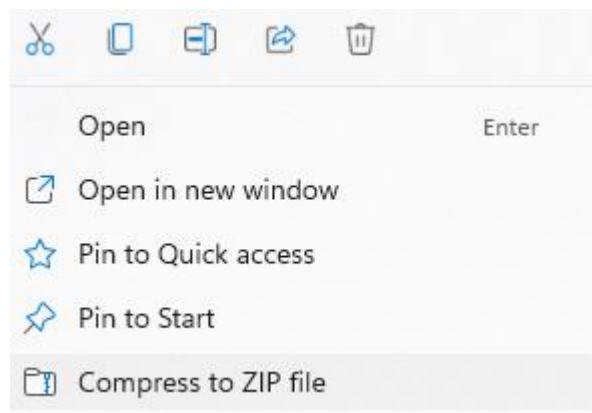 Open Enter
Open in new window
Pin to Quick access
Pin to Start
Compress to ZIP file